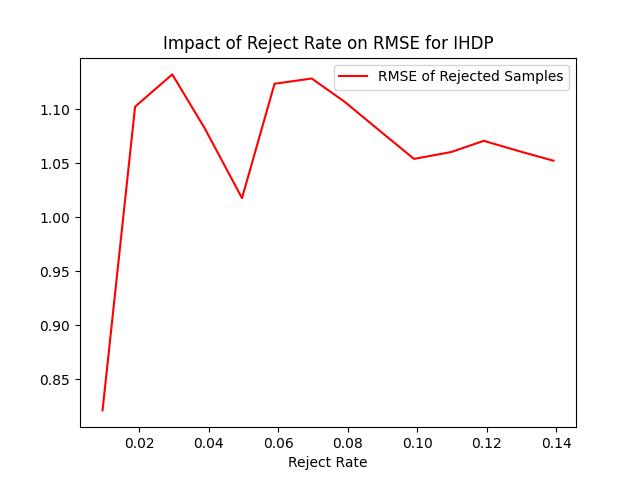 Impact of Reject Rate on RMSE for IHDP
RMSE of Rejected Samples
1.10
1.05
1.00
0.95
0.90
0.85
0.02 0.04 0.06 0.08 0.10 0.12 0.14
Reject Rate